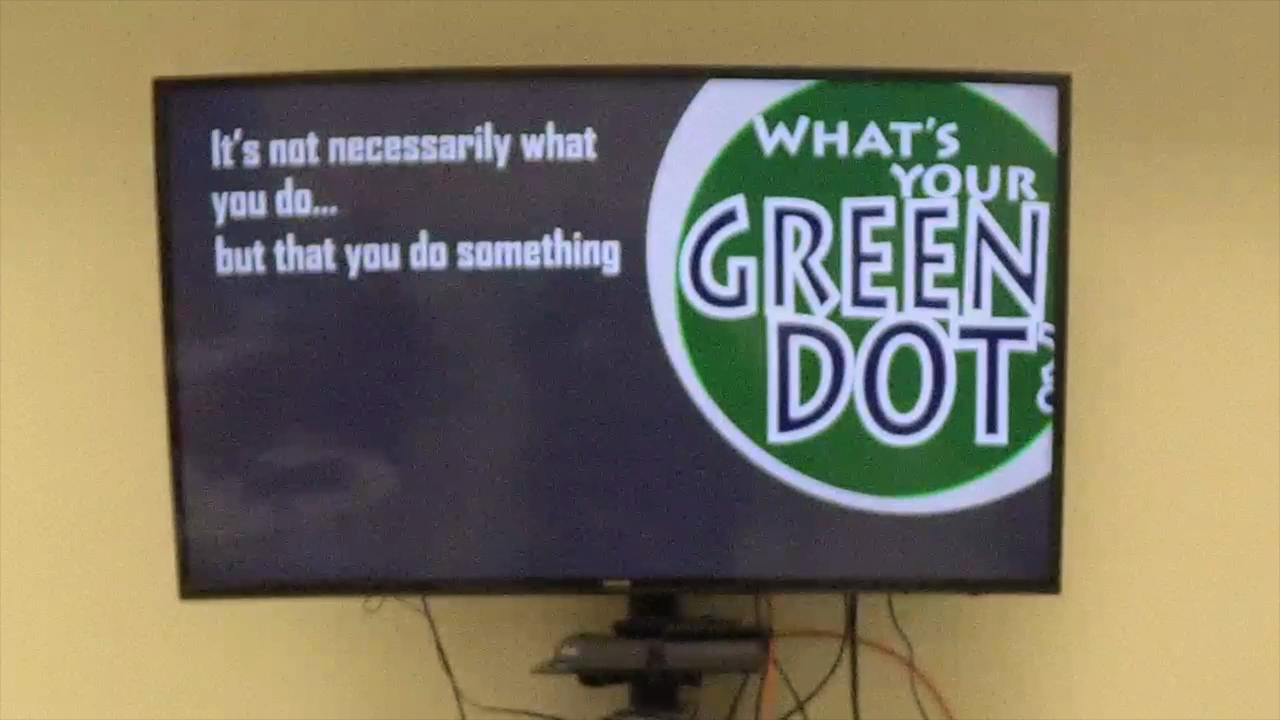 It's not necessarily what
you do...
but that you do something
WHAT'S
YOUR
GREEN
DOT